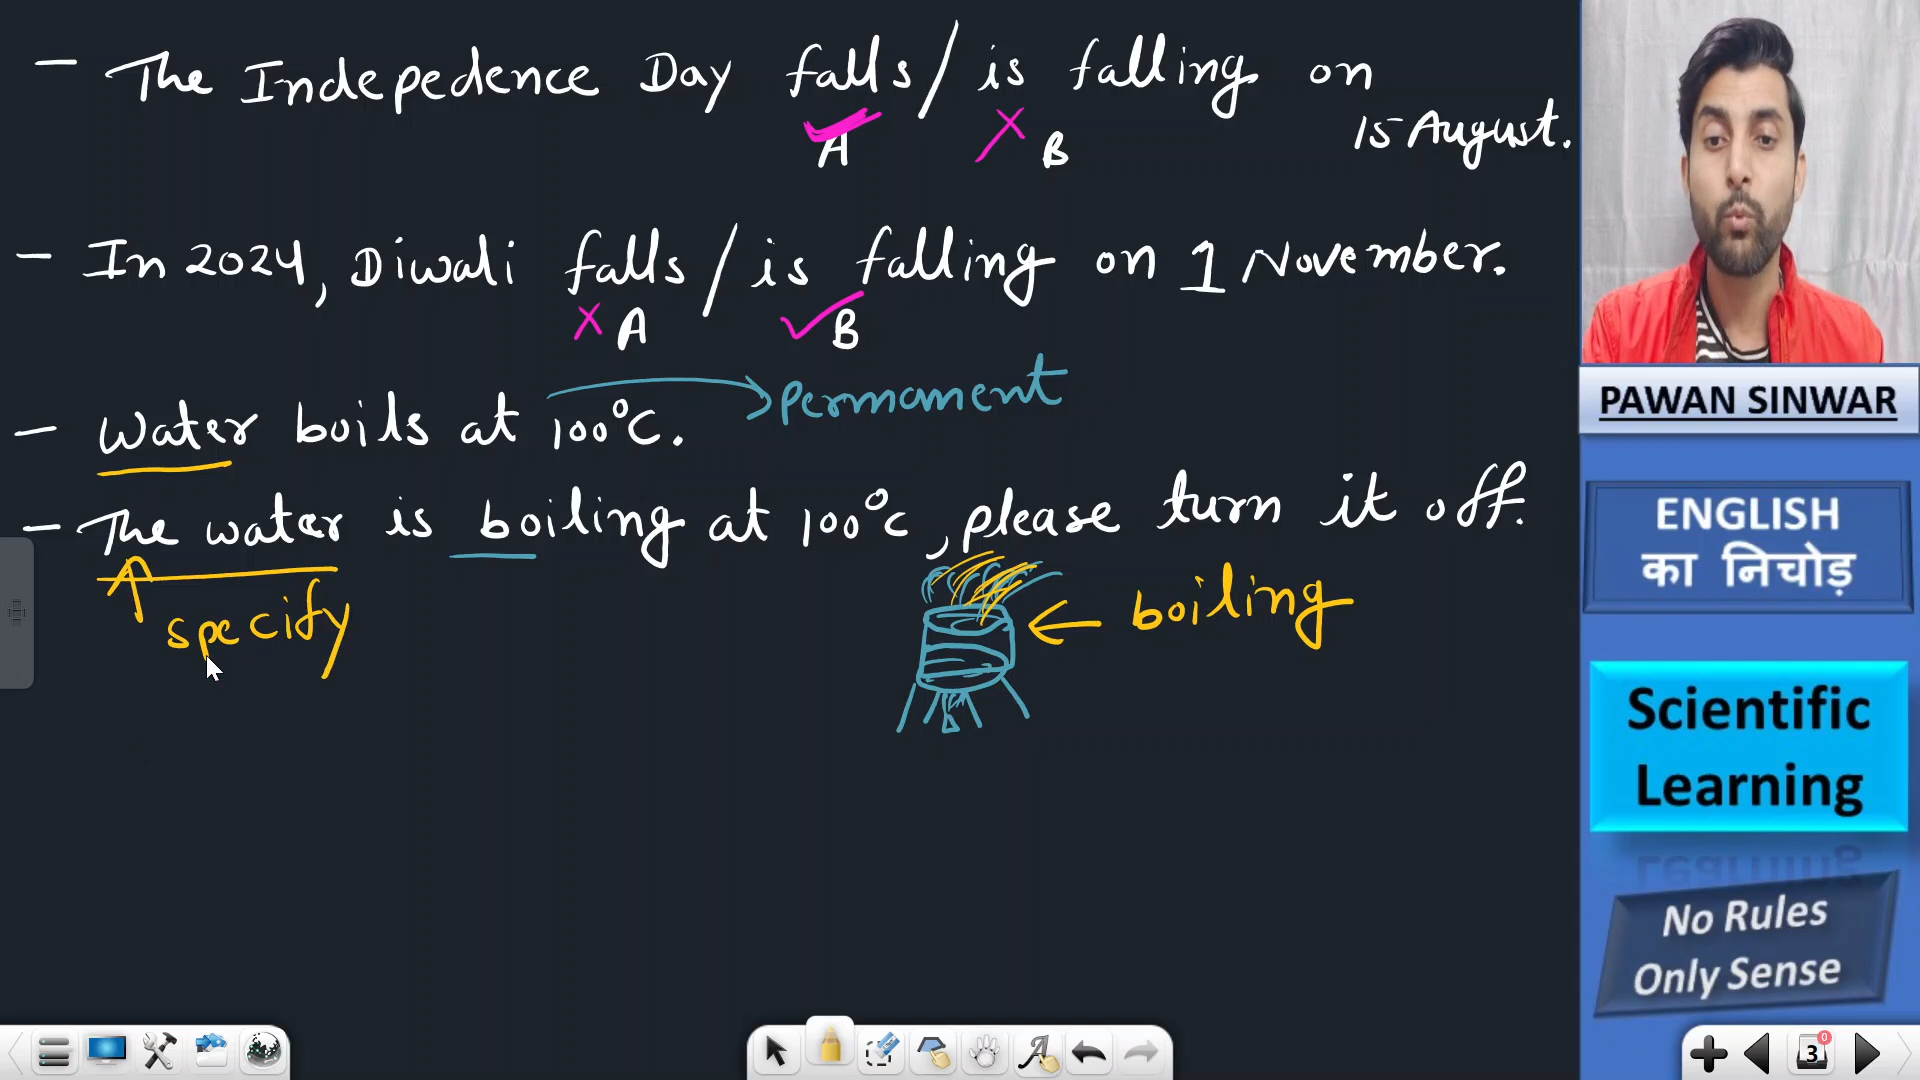 - The Indepedence Day falls / is falling on
15 August.
A B
- In 2024, Diwali falls / is falling on 1 November.
A B
permament
- Water boils at 100°C.
- The water is boiling at 100°C, please turn it off.
specify
boiling
PAWAN SINWAR
ENGLISH
का निचोड़
Scientific
Learning
No Rules
Only Sense
3
0